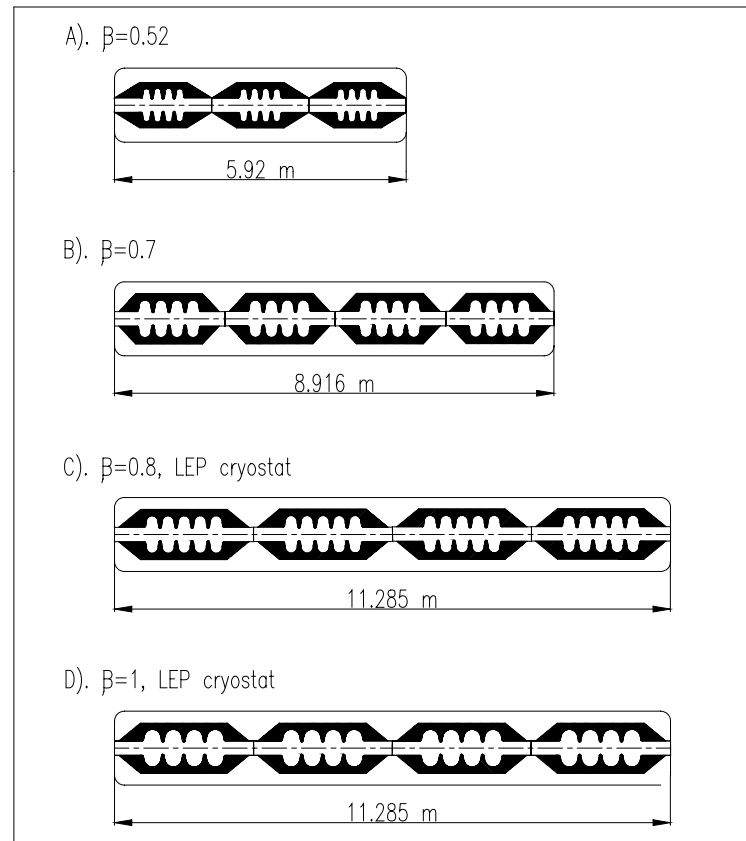 A). β=0.52
5.92 m
B). β=0.7
8.916 m
C). β=0.8, LEP cryostat
11.285 m
D). β=1, LEP cryostat
11.285 m